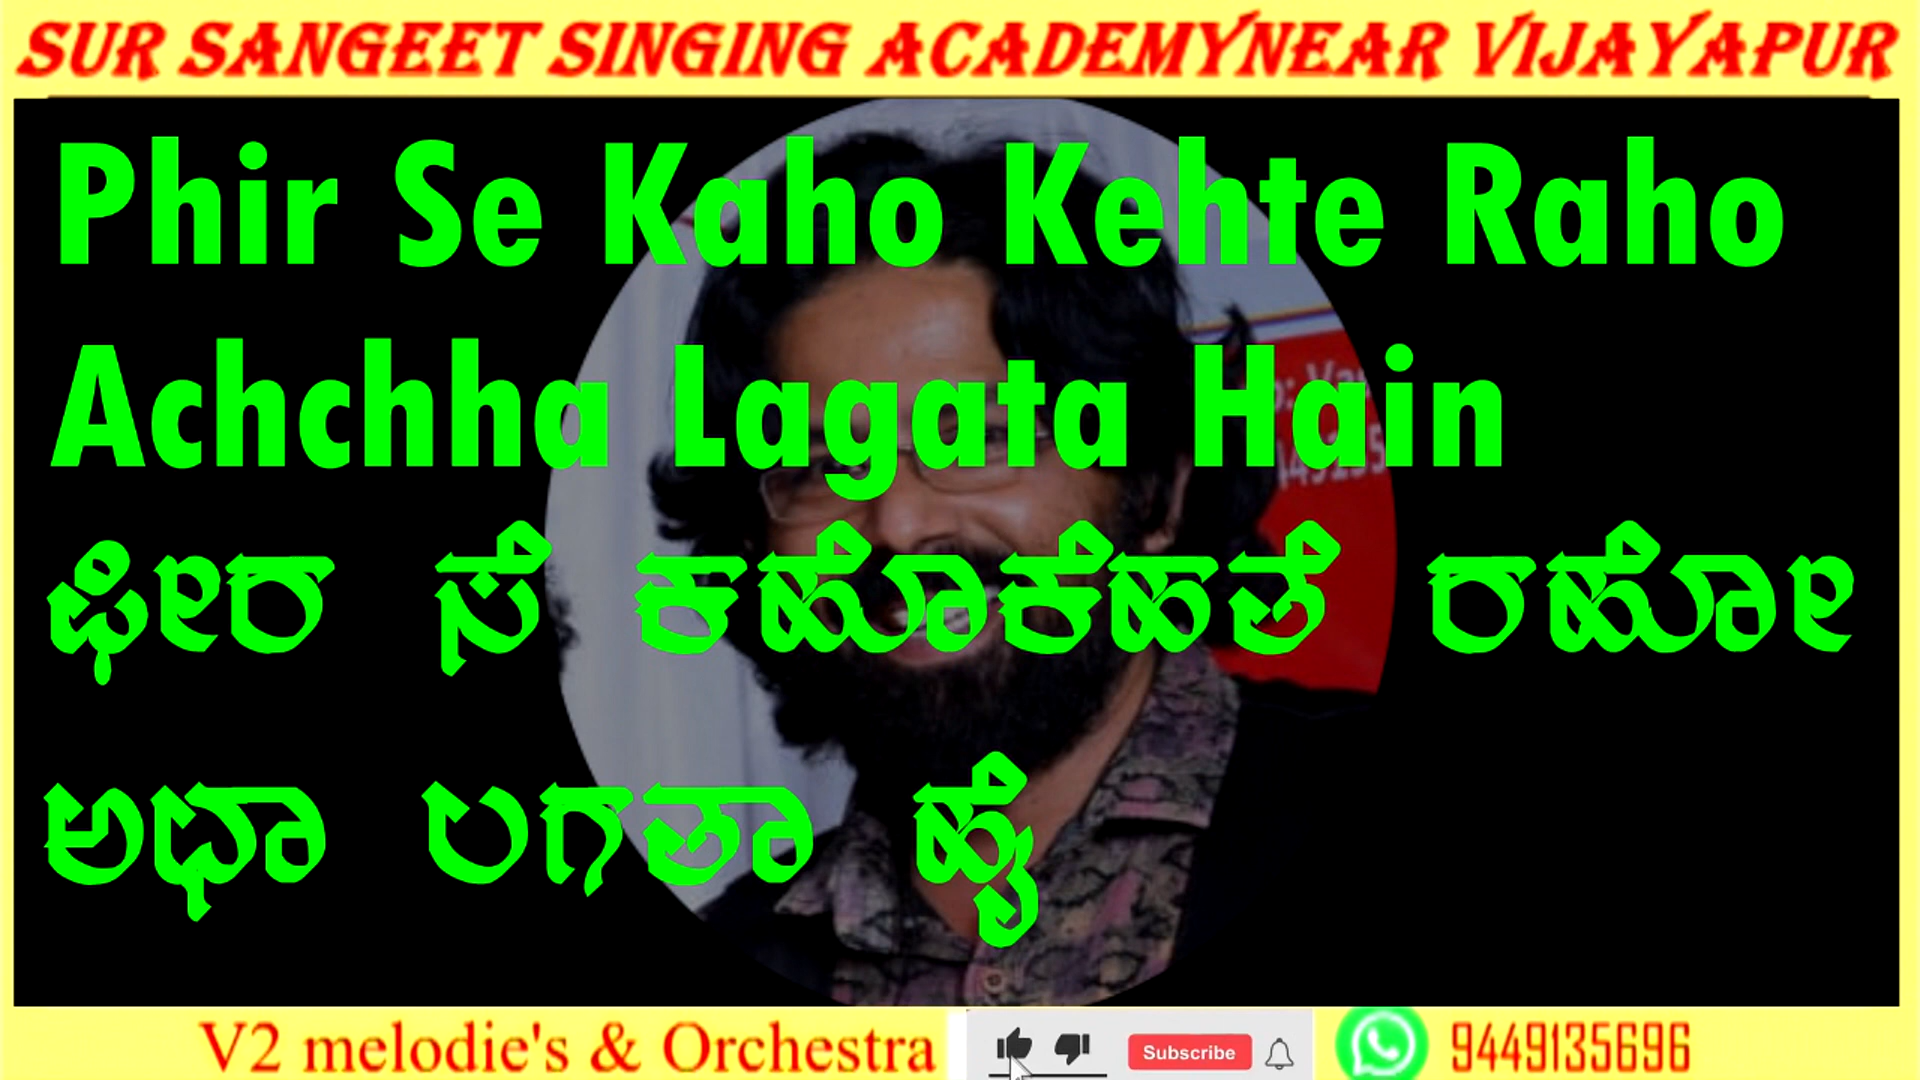 SUR SANGEET SINGING ACADEMYNEAR VIJAYAPUR
Phir Se Kaho Kehte Raho
Achchha Lagata Hain
ಫೀರ ಸೆ ಕಹೊಕೆಹತೆ ರಹೋ
ಅಛಾ ಲಗತಾ ಹೈ
V2 melodie's & Orchestra
Subscribe
9449135696